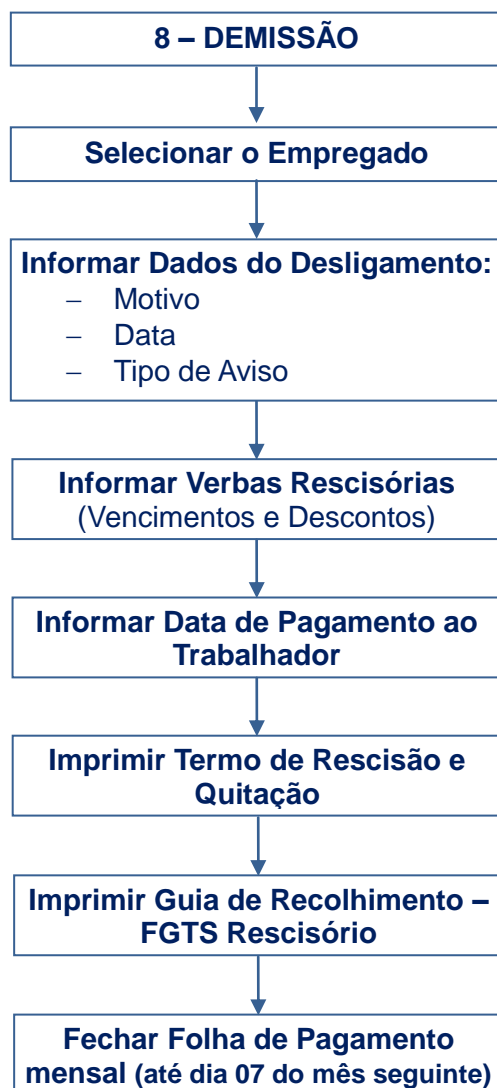 8 – DEMISSÃO
Selecionar o Empregado
Informar Dados do Desligamento:
– Motivo
– Data
– Tipo de Aviso
Informar Verbas Rescisórias
(Vencimentos e Descontos)
Informar Data de Pagamento ao
Trabalhador
Imprimir Termo de Rescisão e
Quitação
Imprimir Guia de Recolhimento –
FGTS Rescisório
Fechar Folha de Pagamento
mensal (até dia 07 do mês seguinte)